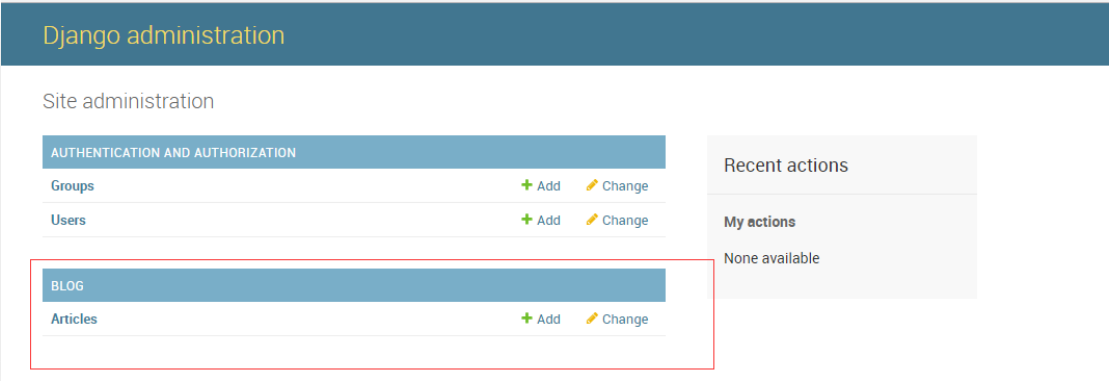 Django administration
Site administration
AUTHENTICATION AND AUTHORIZATION
Groups Add Change
Users Add Change
BLOG
Articles Add Change
Recent actions
My actions
None available